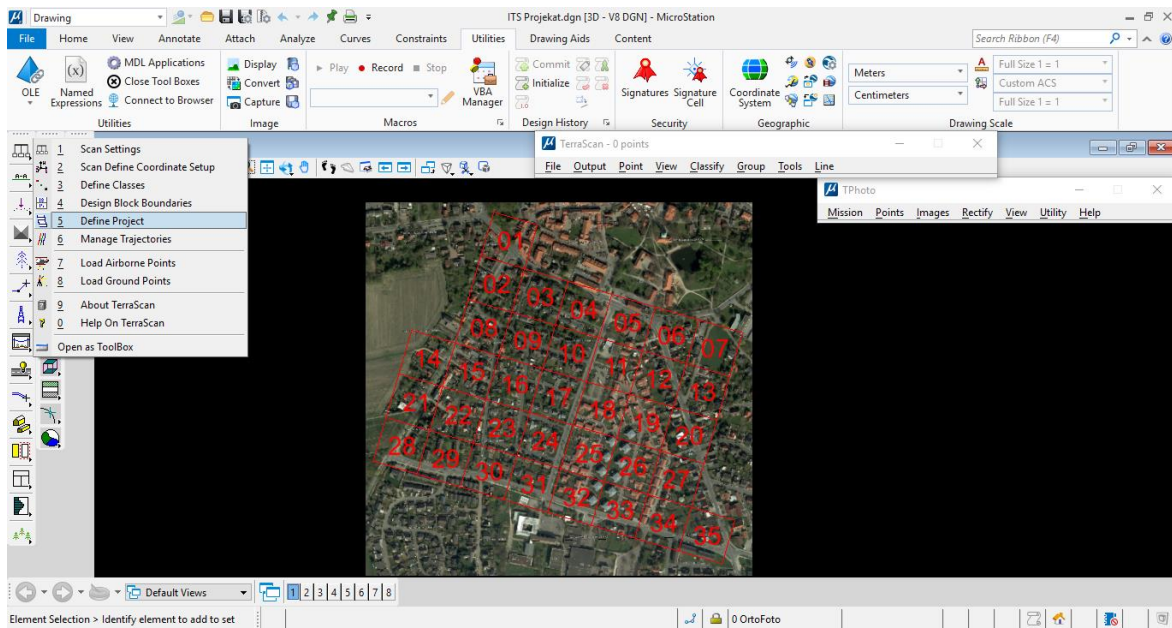 Drawing
ITS Projekat.dgn [3D - V8 DGN] - MicroStation
File Home View Annotate Attach Analyze Curves Constraints Utilities Drawing Aids Content
Search Ribbon (F4)
OLE
Named Expressions
MDL Applications
Close Tool Boxes
Connect to Browser
Utilities
Display
Convert
Capture
Image
Play Record Stop
VBA Manager
Macros
Commit
Initialize
Design History
Signatures
Signature Cell
Security
Coordinate System
Geographic
Meters
Centimeters
Full Size 1 = 1
Custom ACS
Full Size 1 = 1
Drawing Scale
1 Scan Settings
2 Scan Define Coordinate Setup
3 Define Classes
4 Design Block Boundaries
5 Define Project
6 Manage Trajectories
7 Load Airborne Points
8 Load Ground Points
9 About TerraScan
0 Help On TerraScan
Open as ToolBox
TerraScan - 0 points
File Output Point View Classify Group Tools Line
TPhoto
Mission Points Images Rectify View Utility Help
01
02 03 04 05 06 07
08 09 10 11 12 13
14 15 16 17 18 19 20
21 22 23 24 25 26 27
28 29 30 31 32 33 34 35
Default Views
1 2 3 4 5 6 7 8
Element Selection > Identify element to add to set
0 OrtoFoto